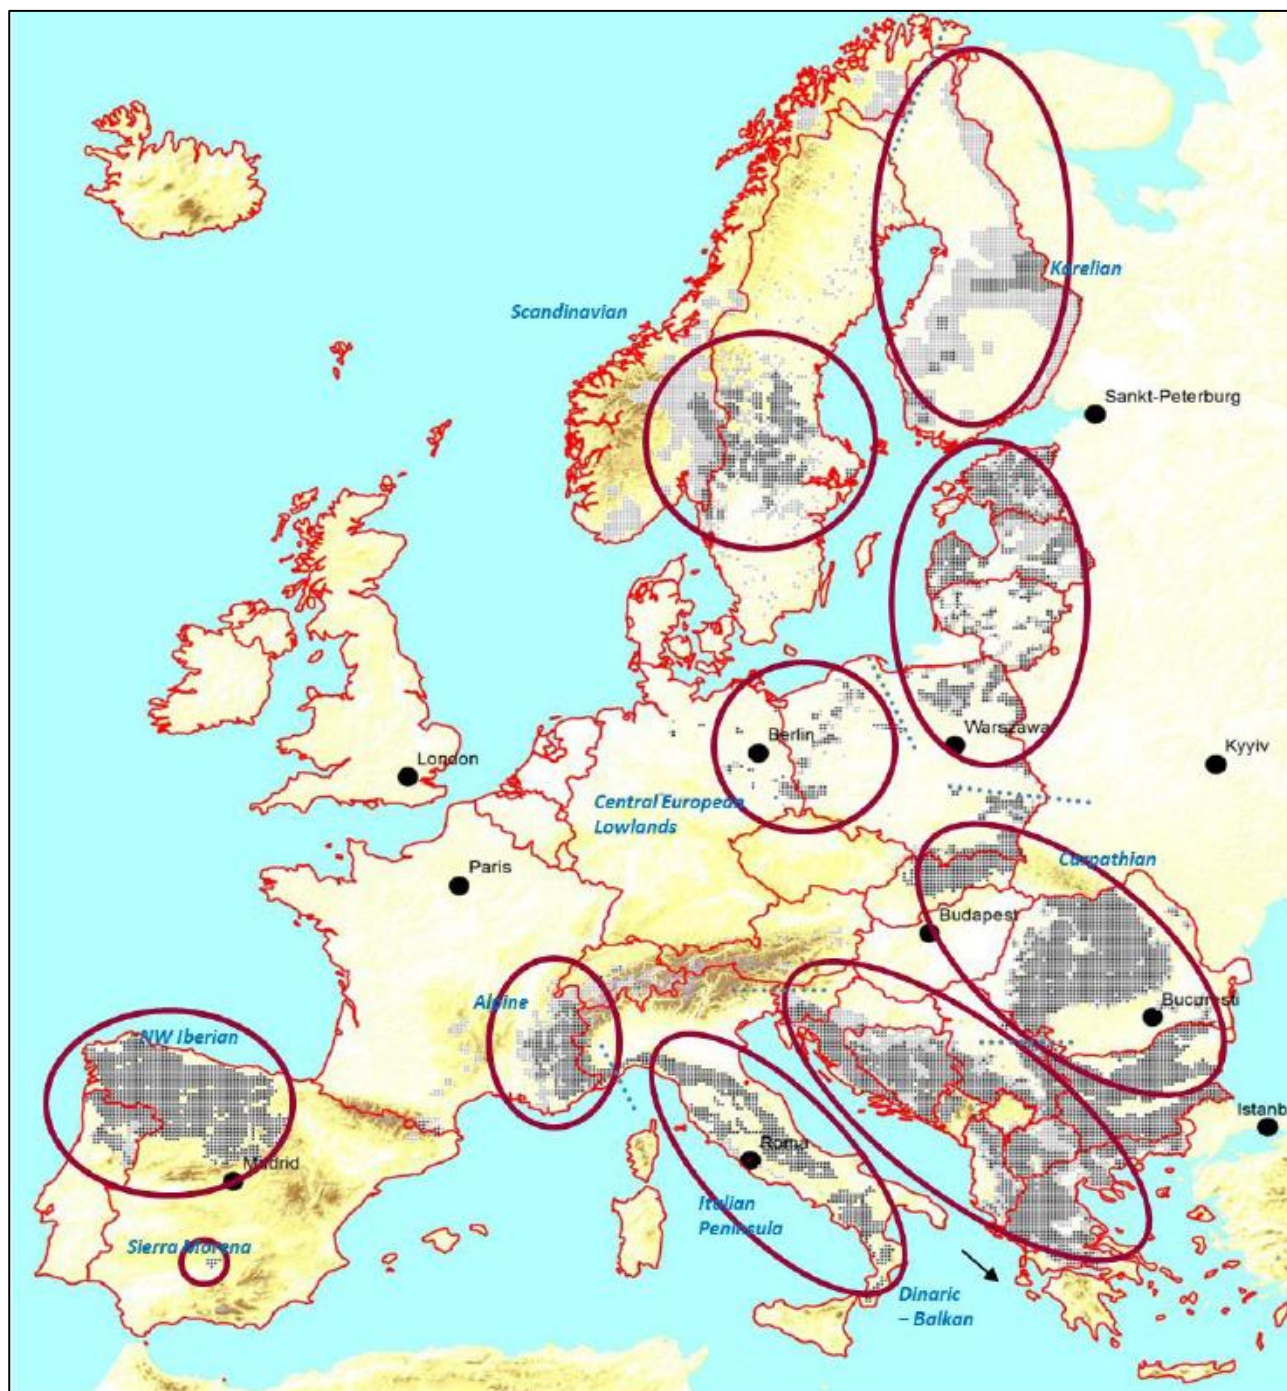 Scandinavian
Karelian
Sankt-Peterburg
Berlin
Warszawa
Kyyiv
London
Central European
Lowlands
Carpathian
Paris
Budapest
Alpine
Bucuresti
NW Iberian
Istanb
Roma
Madrid
Italian
Peninsula
Sierra Morena
Dinaric
– Balkan